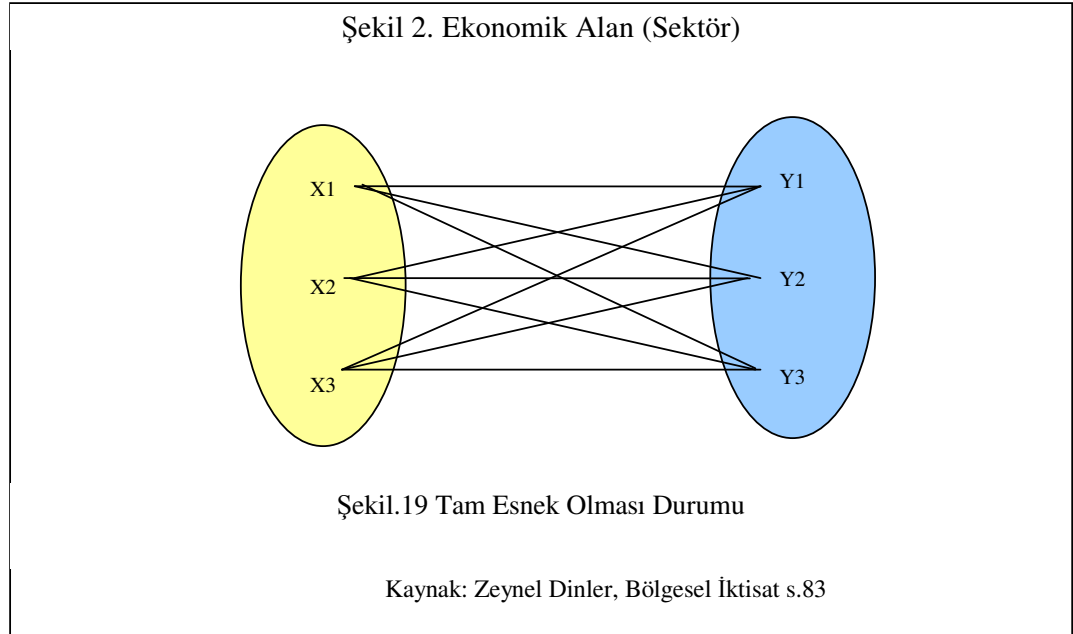 Şekil 2. Ekonomik Alan (Sektör)
X1 Y1
X2 Y2
X3 Y3
Şekil.19 Tam Esnek Olması Durumu
Kaynak: Zeynel Dinler, Bölgesel İktisat s.83